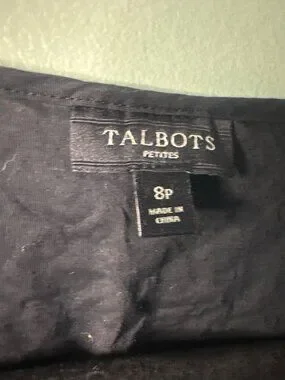 TALBOTS
PETITES
8P
MADE IN
CHINA